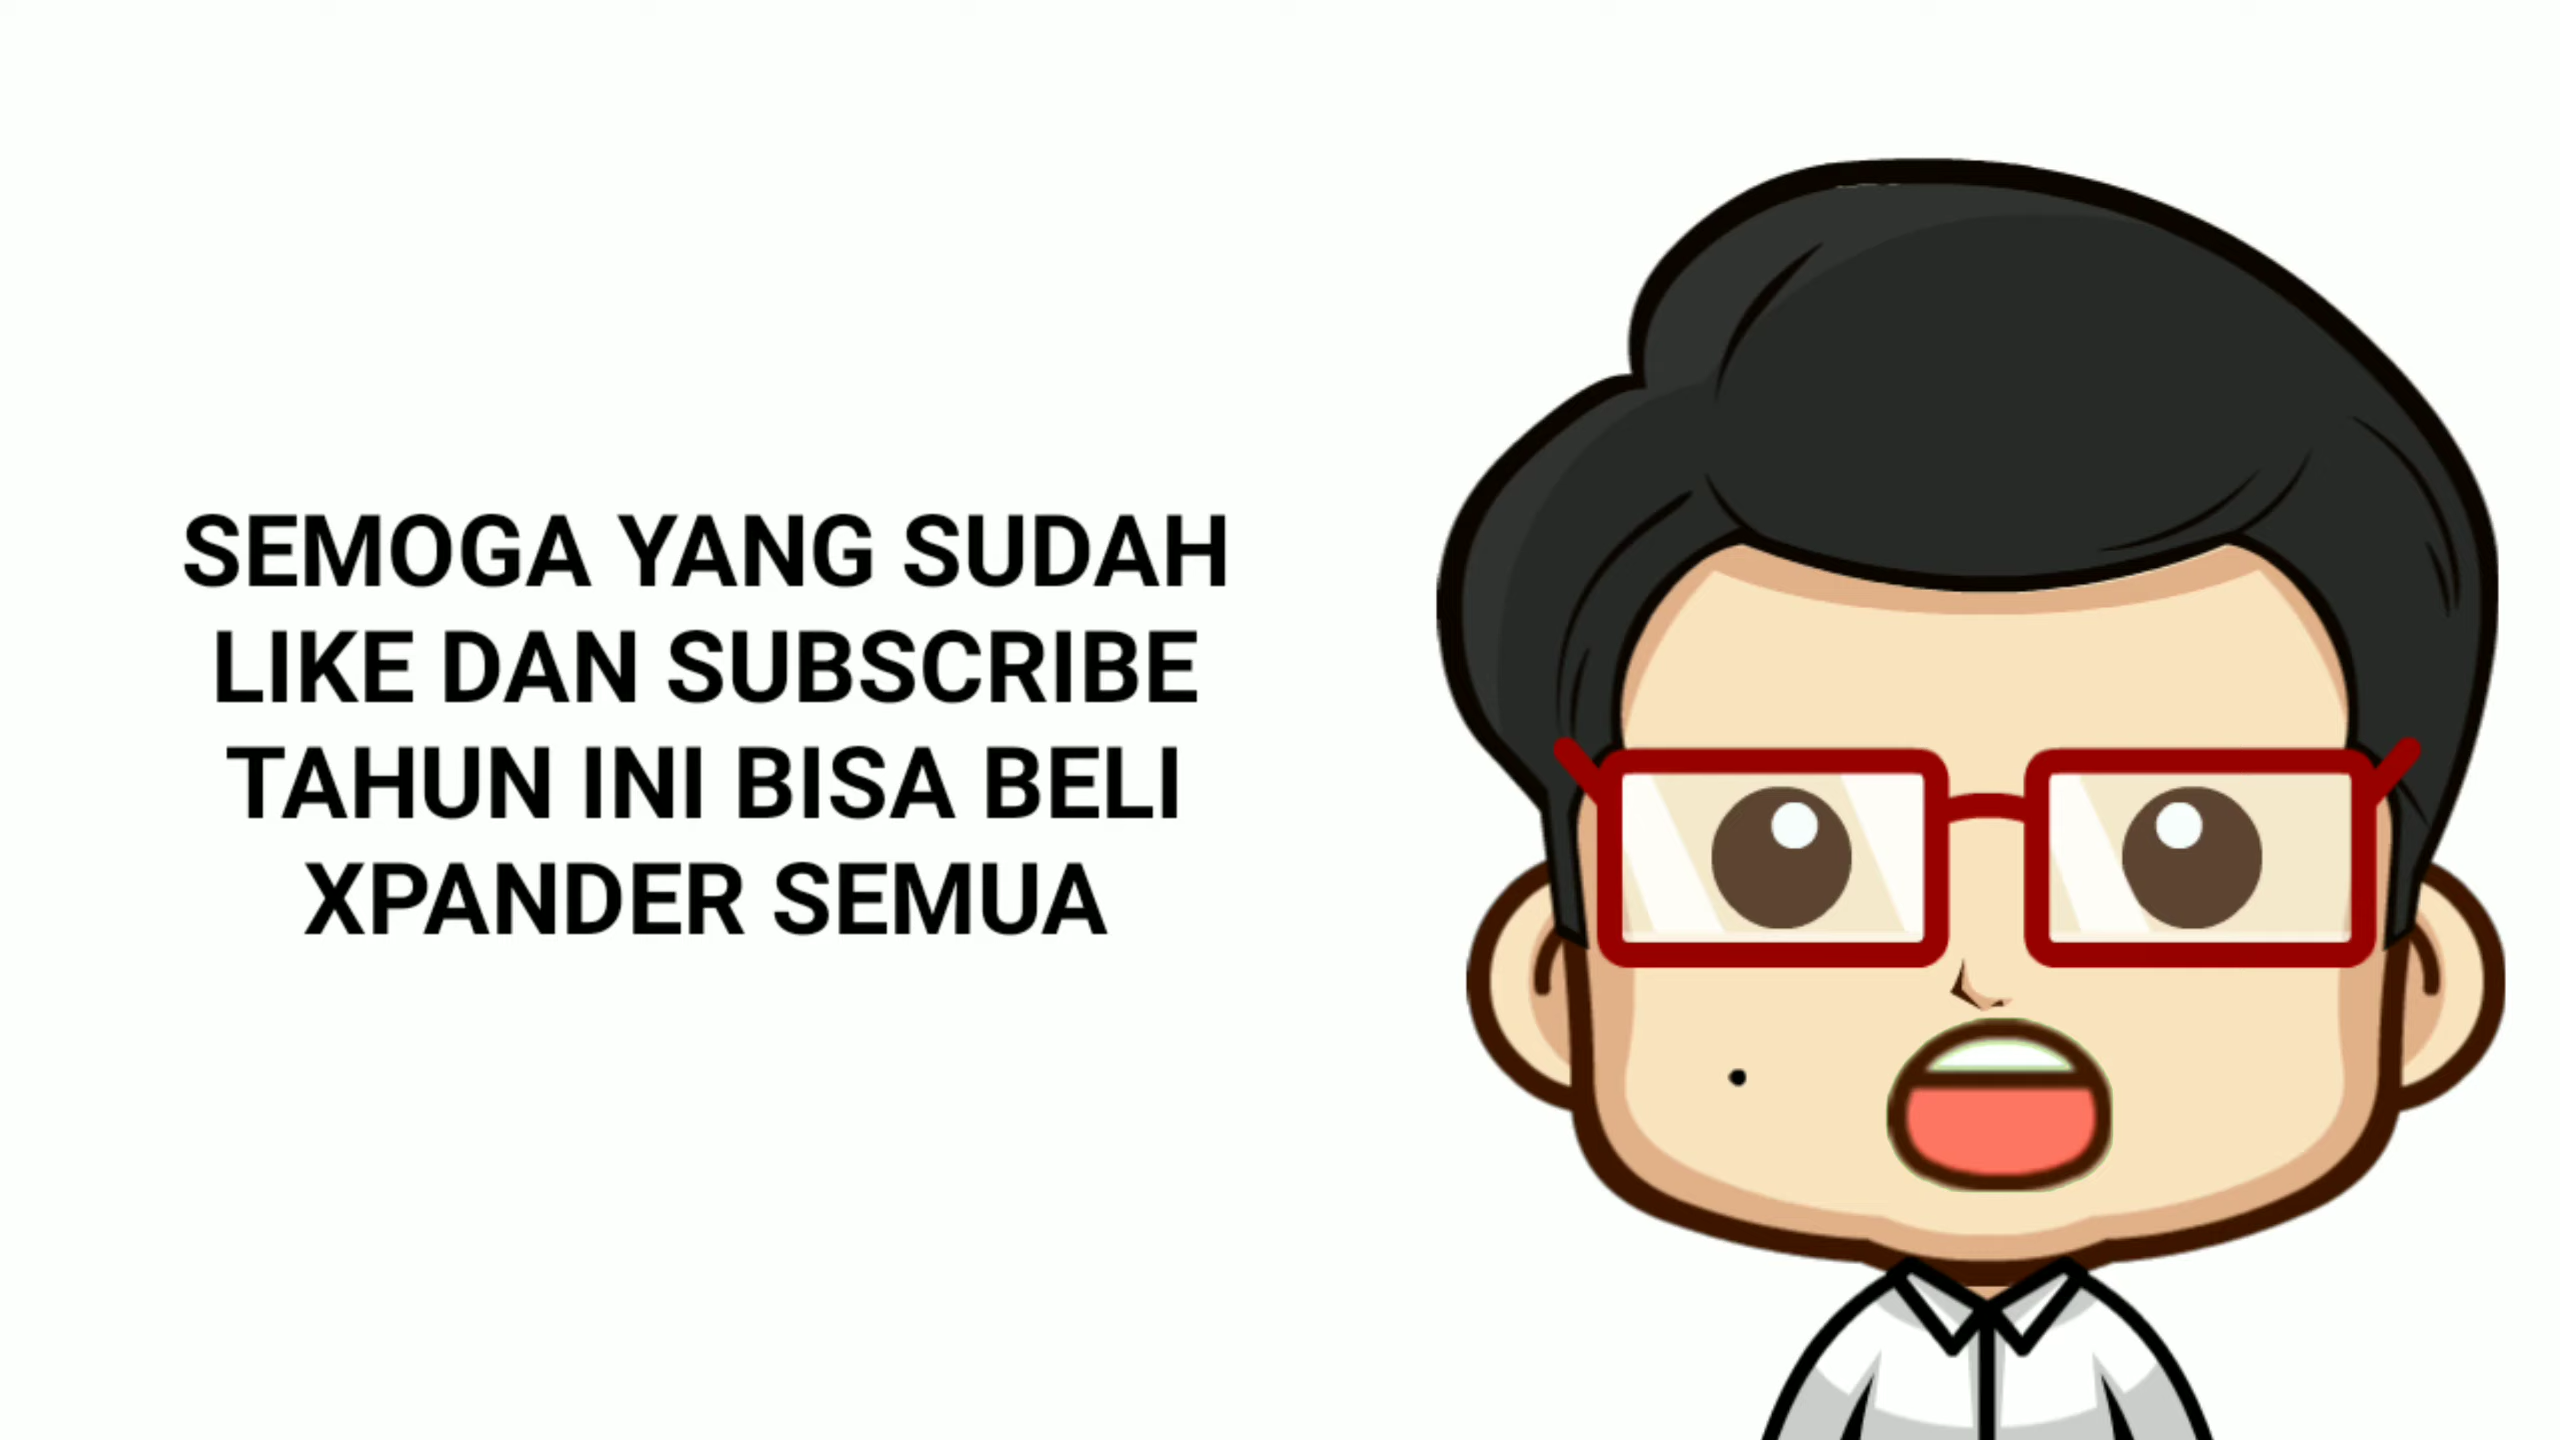 SEMOGA YANG SUDAH
LIKE DAN SUBSCRIBE
TAHUN INI BISA BELI
XPANDER SEMUA